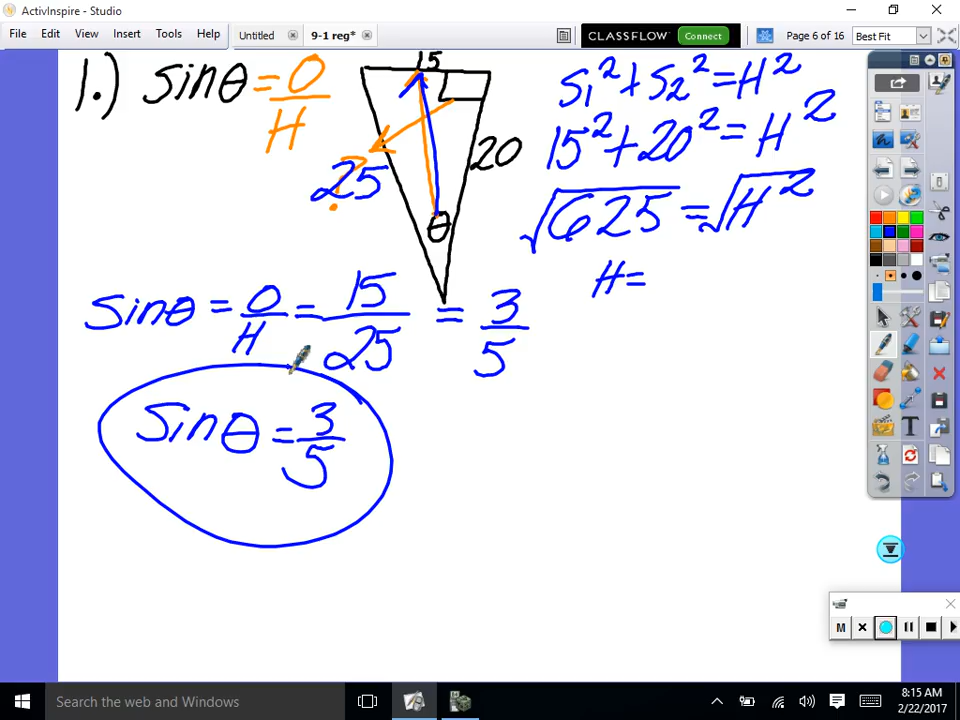 ActivInspire - Studio
File Edit View Insert Tools Help Untitled 9-1 reg* CLASSFLOW Connect Page 6 of 16 Best Fit
1.) sinθ = O/H
15
20
25
?
θ
S₁² + S₂² = H²
15² + 20² = H²
√625 = √H²
H =
sinθ = O/H = 15/25 = 3/5
sinθ = 3/5
M
Search the web and Windows
8:15 AM
2/22/2017